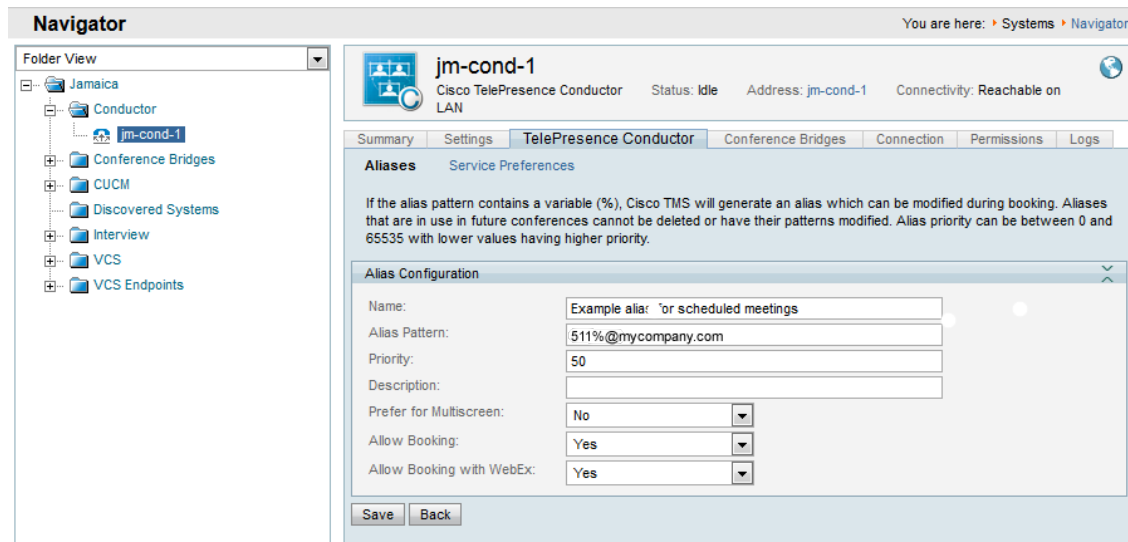 Navigator
You are here: Systems Navigator
Folder View
Jamaica
Conductor
jm-cond-1
Conference Bridges
CUCM
Discovered Systems
Interview
VCS
VCS Endpoints
jm-cond-1
Cisco TelePresence Conductor Status: Idle Address: jm-cond-1 Connectivity: Reachable on
LAN
Summary Settings TelePresence Conductor Conference Bridges Connection Permissions Logs
Aliases Service Preferences
If the alias pattern contains a variable (%), Cisco TMS will generate an alias which can be modified during booking. Aliases
that are in use in future conferences cannot be deleted or have their patterns modified. Alias priority can be between 0 and
65535 with lower values having higher priority.
Alias Configuration
Name: Example alias for scheduled meetings
Alias Pattern: 511%@mycompany.com
Priority: 50
Description:
Prefer for Multiscreen: No
Allow Booking: Yes
Allow Booking with WebEx: Yes
Save Back